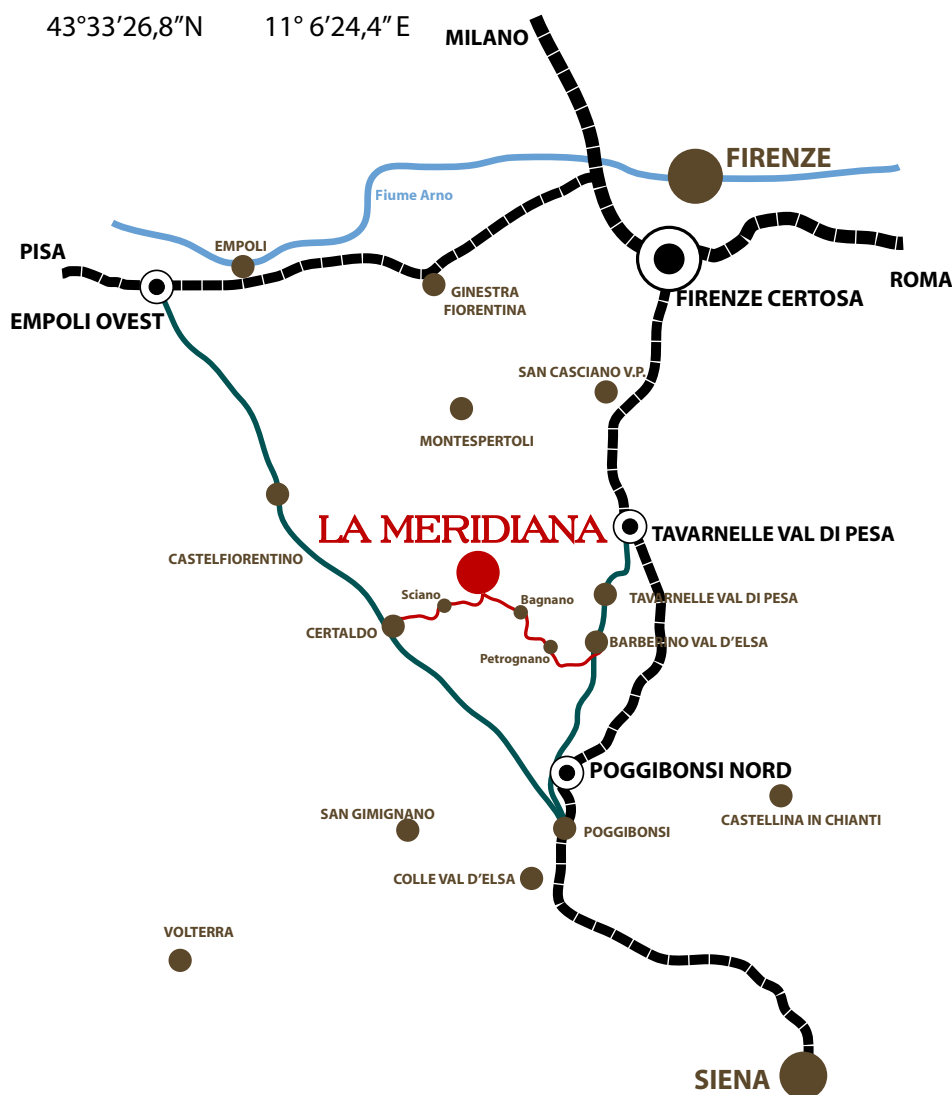 43°33’26,8”N 11° 6’24,4” E
MILANO
FIRENZE
Fiume Arno
EMPOLI
PISA
ROMA
GINESTRA
FIORENTINA
FIRENZE CERTOSA
EMPOLI OVEST
SAN CASCIANO V.P.
MONTESPERTOLI
LA MERIDIANA
TAVARNELLE VAL DI PESA
CASTELFIORENTINO
Sciano
Bagnano
TAVARNELLE VAL DI PESA
CERTALDO
BARBERINO VAL D’ELSA
Petrognano
POGGIBONSI NORD
SAN GIMIGNANO
CASTELLINA IN CHIANTI
POGGIBONSI
COLLE VAL D’ELSA
VOLTERRA
SIENA